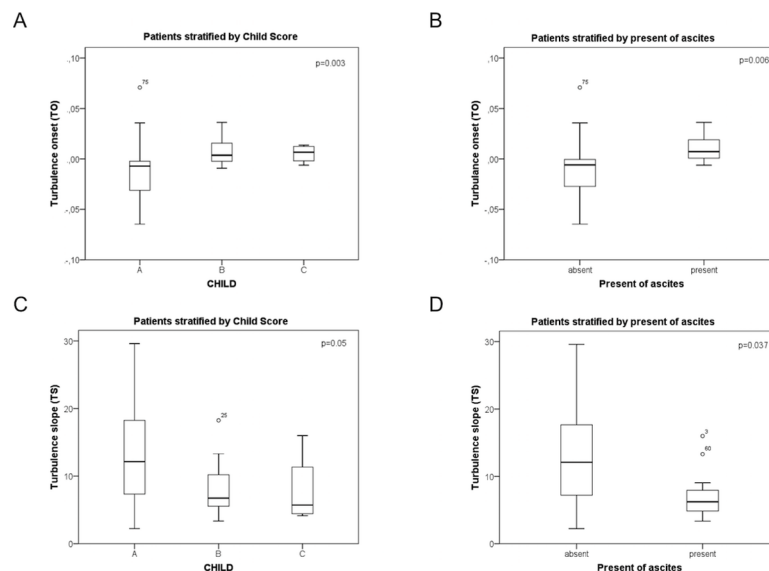 A
Patients stratified by Child Score
p=0.003
75
Turbulence onset (TO)
,10
,05
,00
-,05
-,10
A B C
CHILD
B
Patients stratified by present of ascites
p=0.006
75
Turbulance onset (TO)
,10
,05
,00
-,05
-,10
absent present
Present of ascites
C
Patients stratified by Child Score
p=0.05
25
Turbulence slope (TS)
30
20
10
0
A B C
CHILD
D
Patients stratified by present of ascites
p=0.037
3
60
Turbulence slope (TS)
30
20
10
0
absent present
Present of ascites